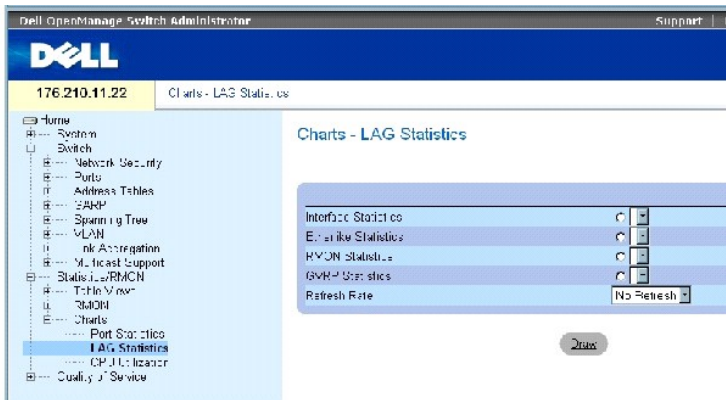 Dell OpenManage Switch Administrator
Support
DELL
176.210.11.22
Charts - LAG Statistics
Home
System
Switch
Network Security
Ports
Address Tables
GARP
Spanning Tree
VLAN
Link Aggregation
Multicast Support
Statistics/RMON
Table Views
RMON
Charts
Port Statistics
LAG Statistics
CPU Utilization
Quality of Service
Charts - LAG Statistics
Interface Statistics
Etherlike Statistics
RMON Statistics
GVRP Statistics
Refresh Rate
No Refresh
Draw